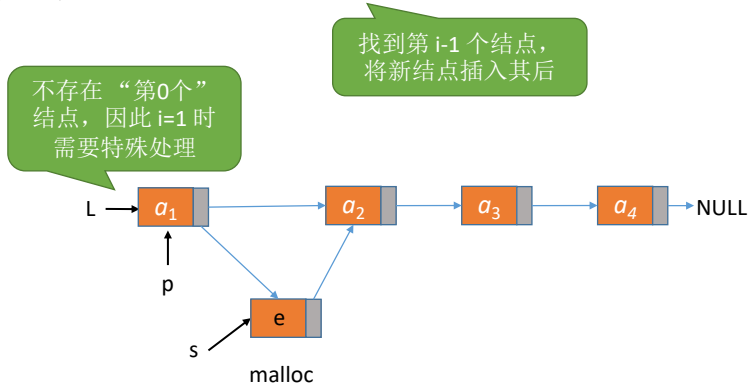 找到第 i-1 个结点，
将新结点插入其后
不存在 “第0个”
结点，因此 i=1 时
需要特殊处理
L
a1
a2
a3
a4
NULL
p
e
s
malloc